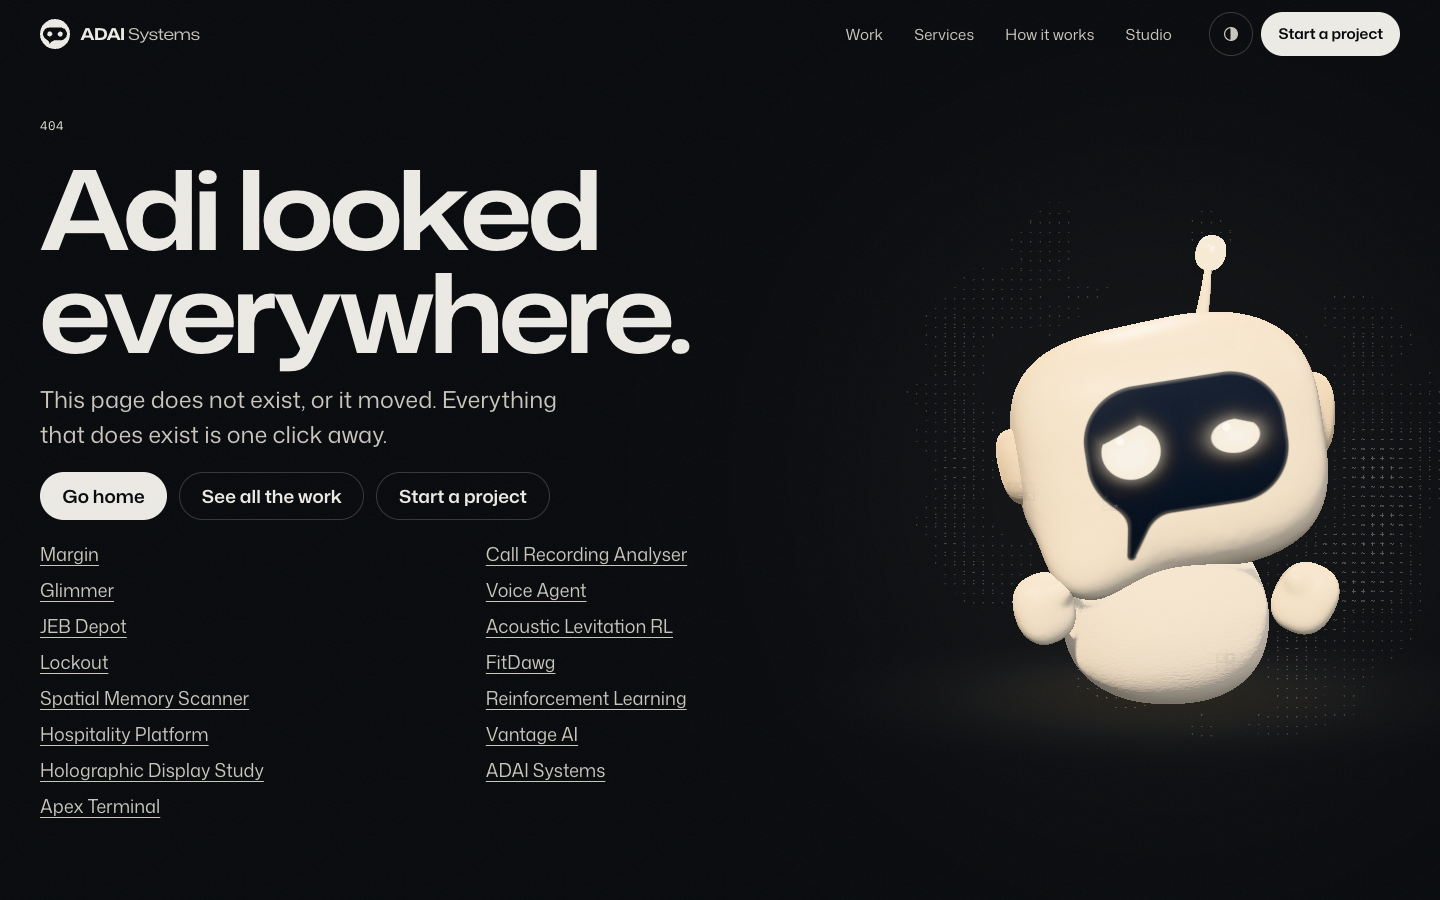 ADAI Systems
Work
Services
How it works
Studio
Start a project
404
Adi looked
everywhere.
This page does not exist, or it moved. Everything
that does exist is one click away.
Go home
See all the work
Start a project
Margin
Glimmer
JEB Depot
Lockout
Spatial Memory Scanner
Hospitality Platform
Holographic Display Study
Apex Terminal
Call Recording Analyser
Voice Agent
Acoustic Levitation RL
FitDawg
Reinforcement Learning
Vantage AI
ADAI Systems